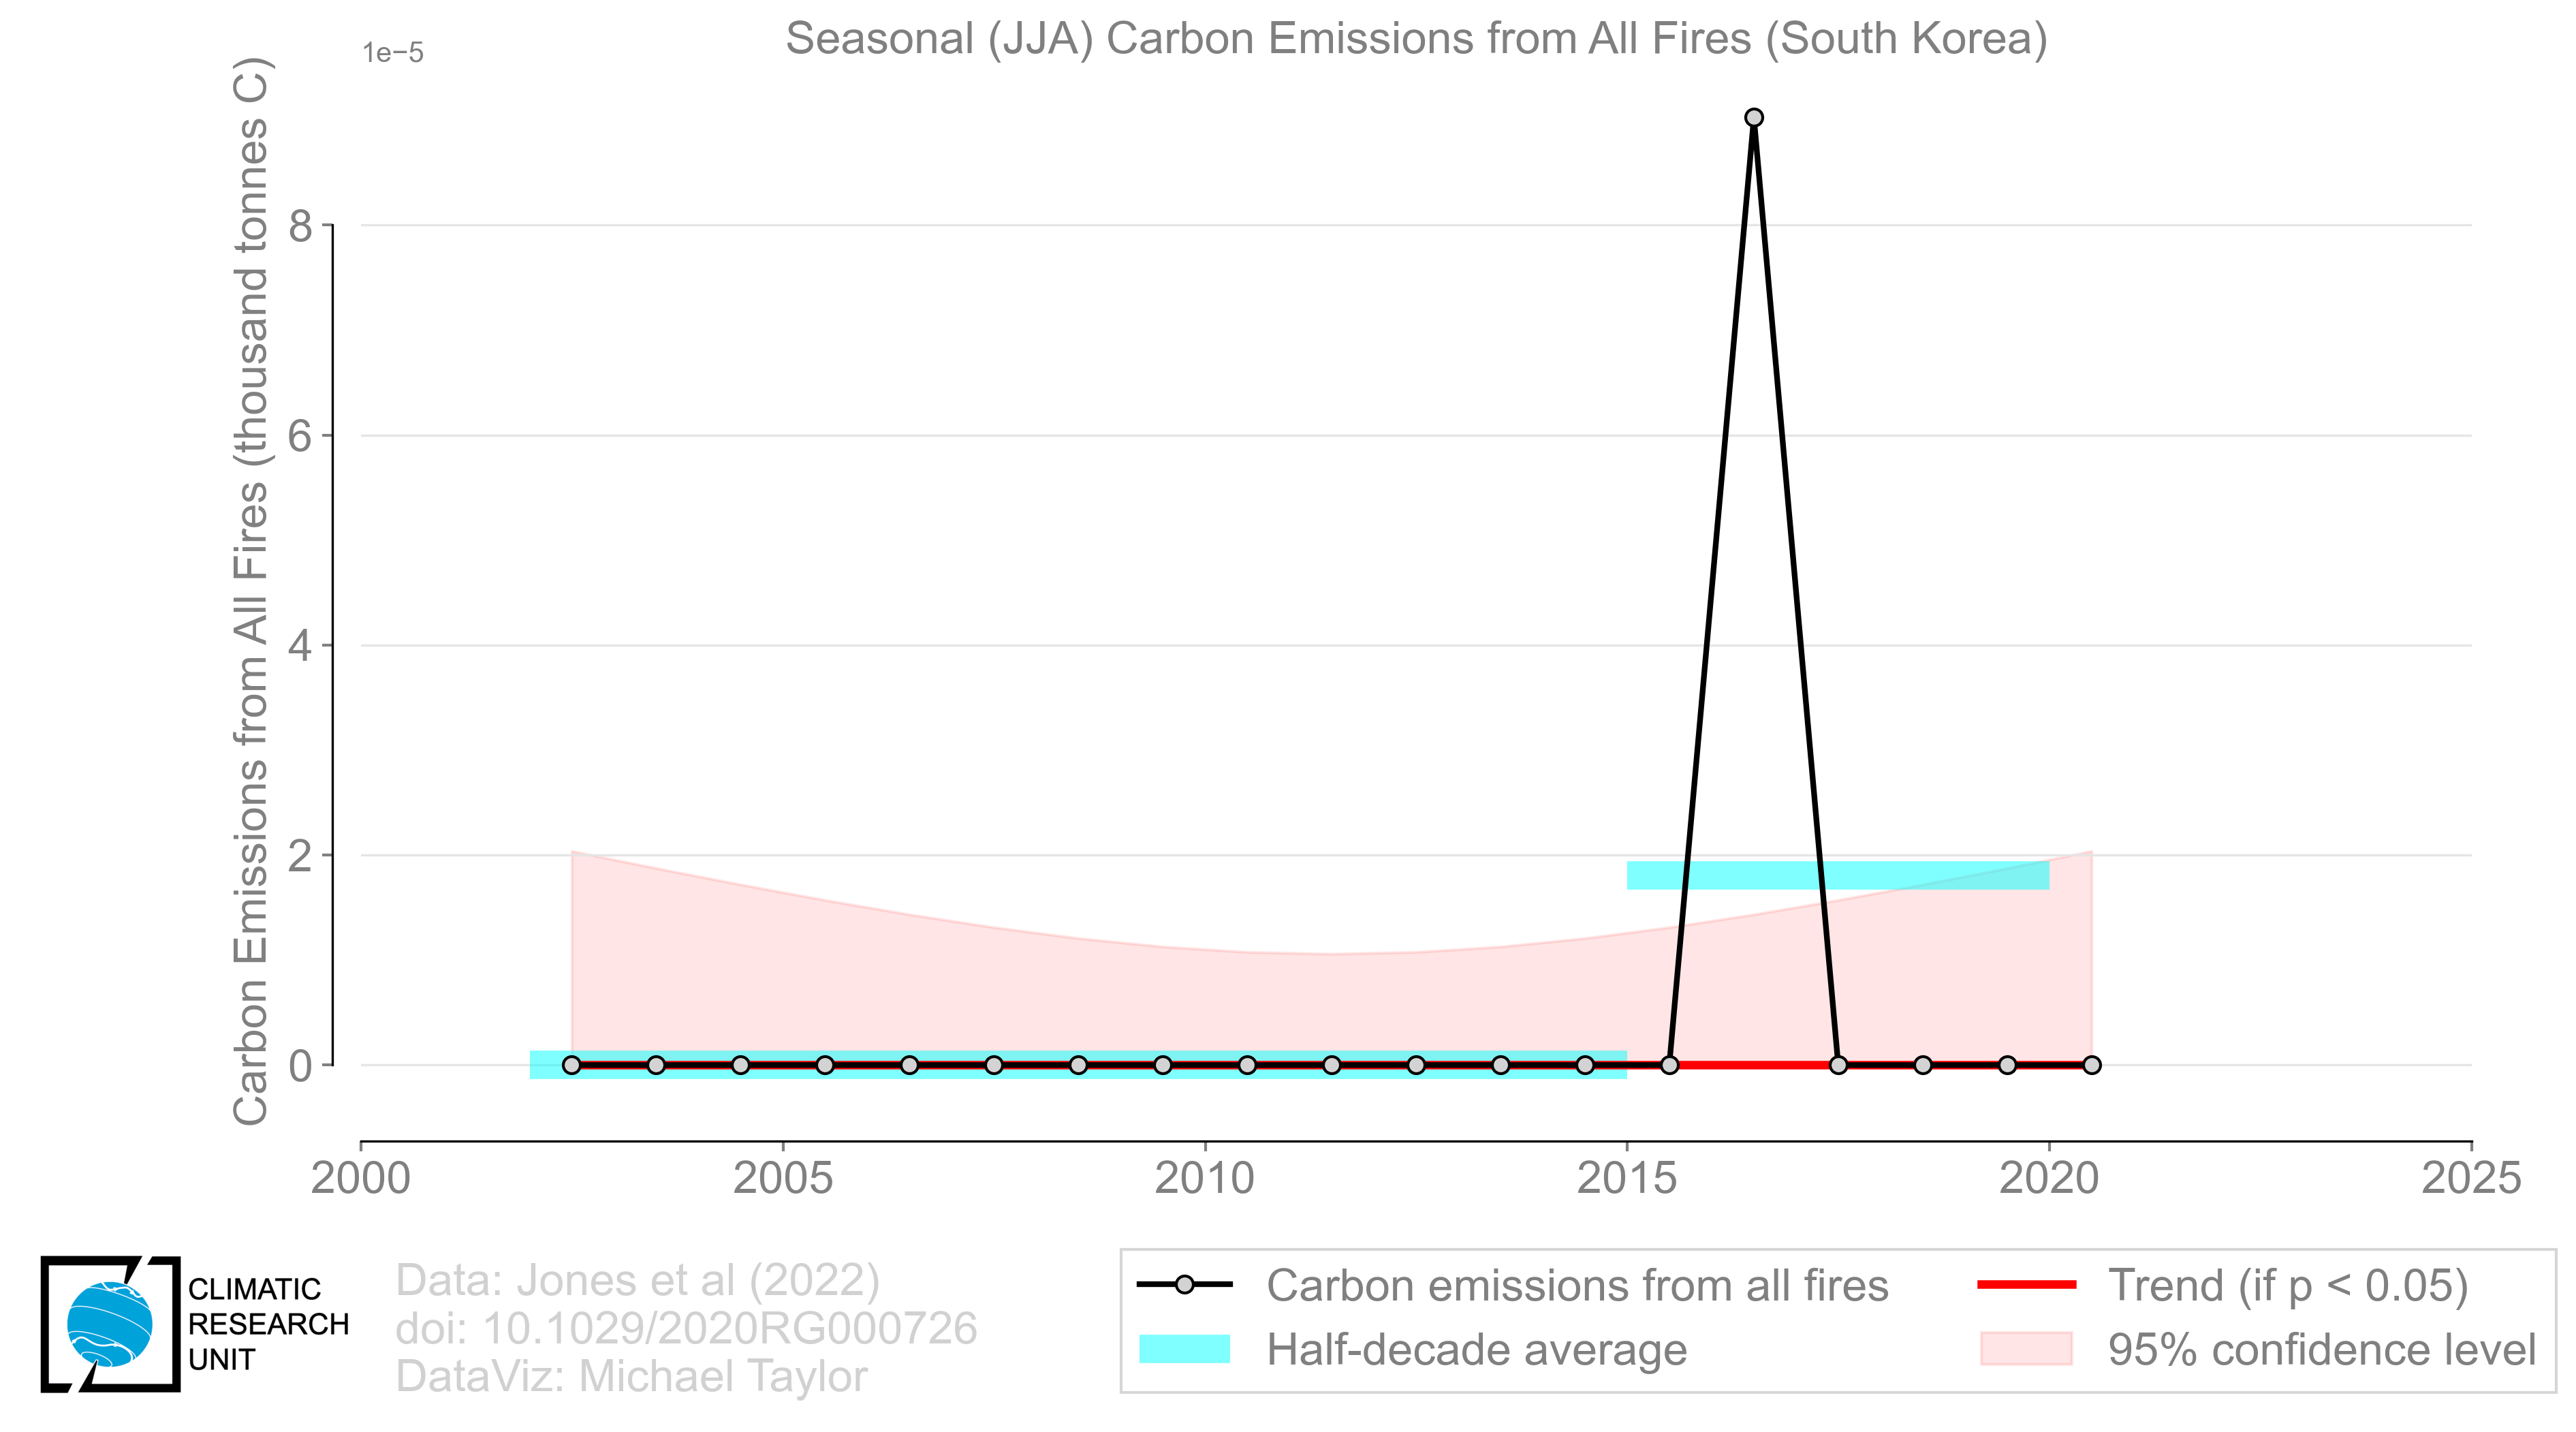 Seasonal (JJA) Carbon Emissions from All Fires (South Korea)
1e−5
Carbon Emissions from All Fires (thousand tonnes C)
8
6
4
2
0
2000 2005 2010 2015 2020 2025
CLIMATIC
RESEARCH
UNIT
Data: Jones et al (2022)
doi: 10.1029/2020RG000726
DataViz: Michael Taylor
Carbon emissions from all fires
Half-decade average
Trend (if p < 0.05)
95% confidence level